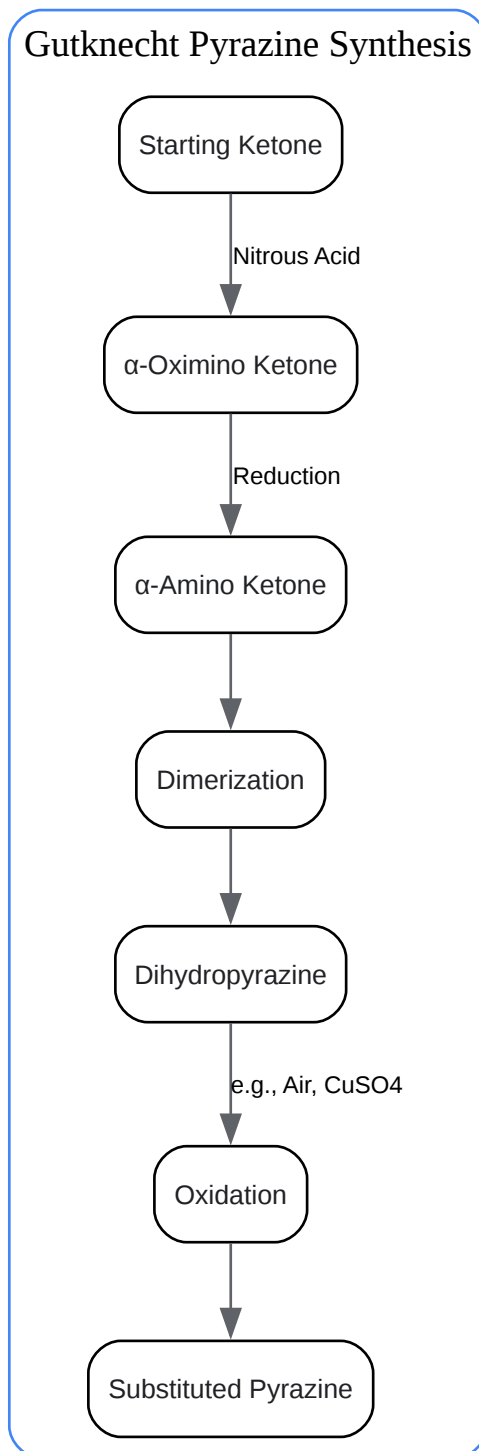 Gutknecht Pyrazine Synthesis
Starting Ketone
Nitrous Acid
α-Oximino Ketone
Reduction
α-Amino Ketone
Dimerization
Dihydropyrazine
e.g., Air, CuSO4
Oxidation
Substituted Pyrazine